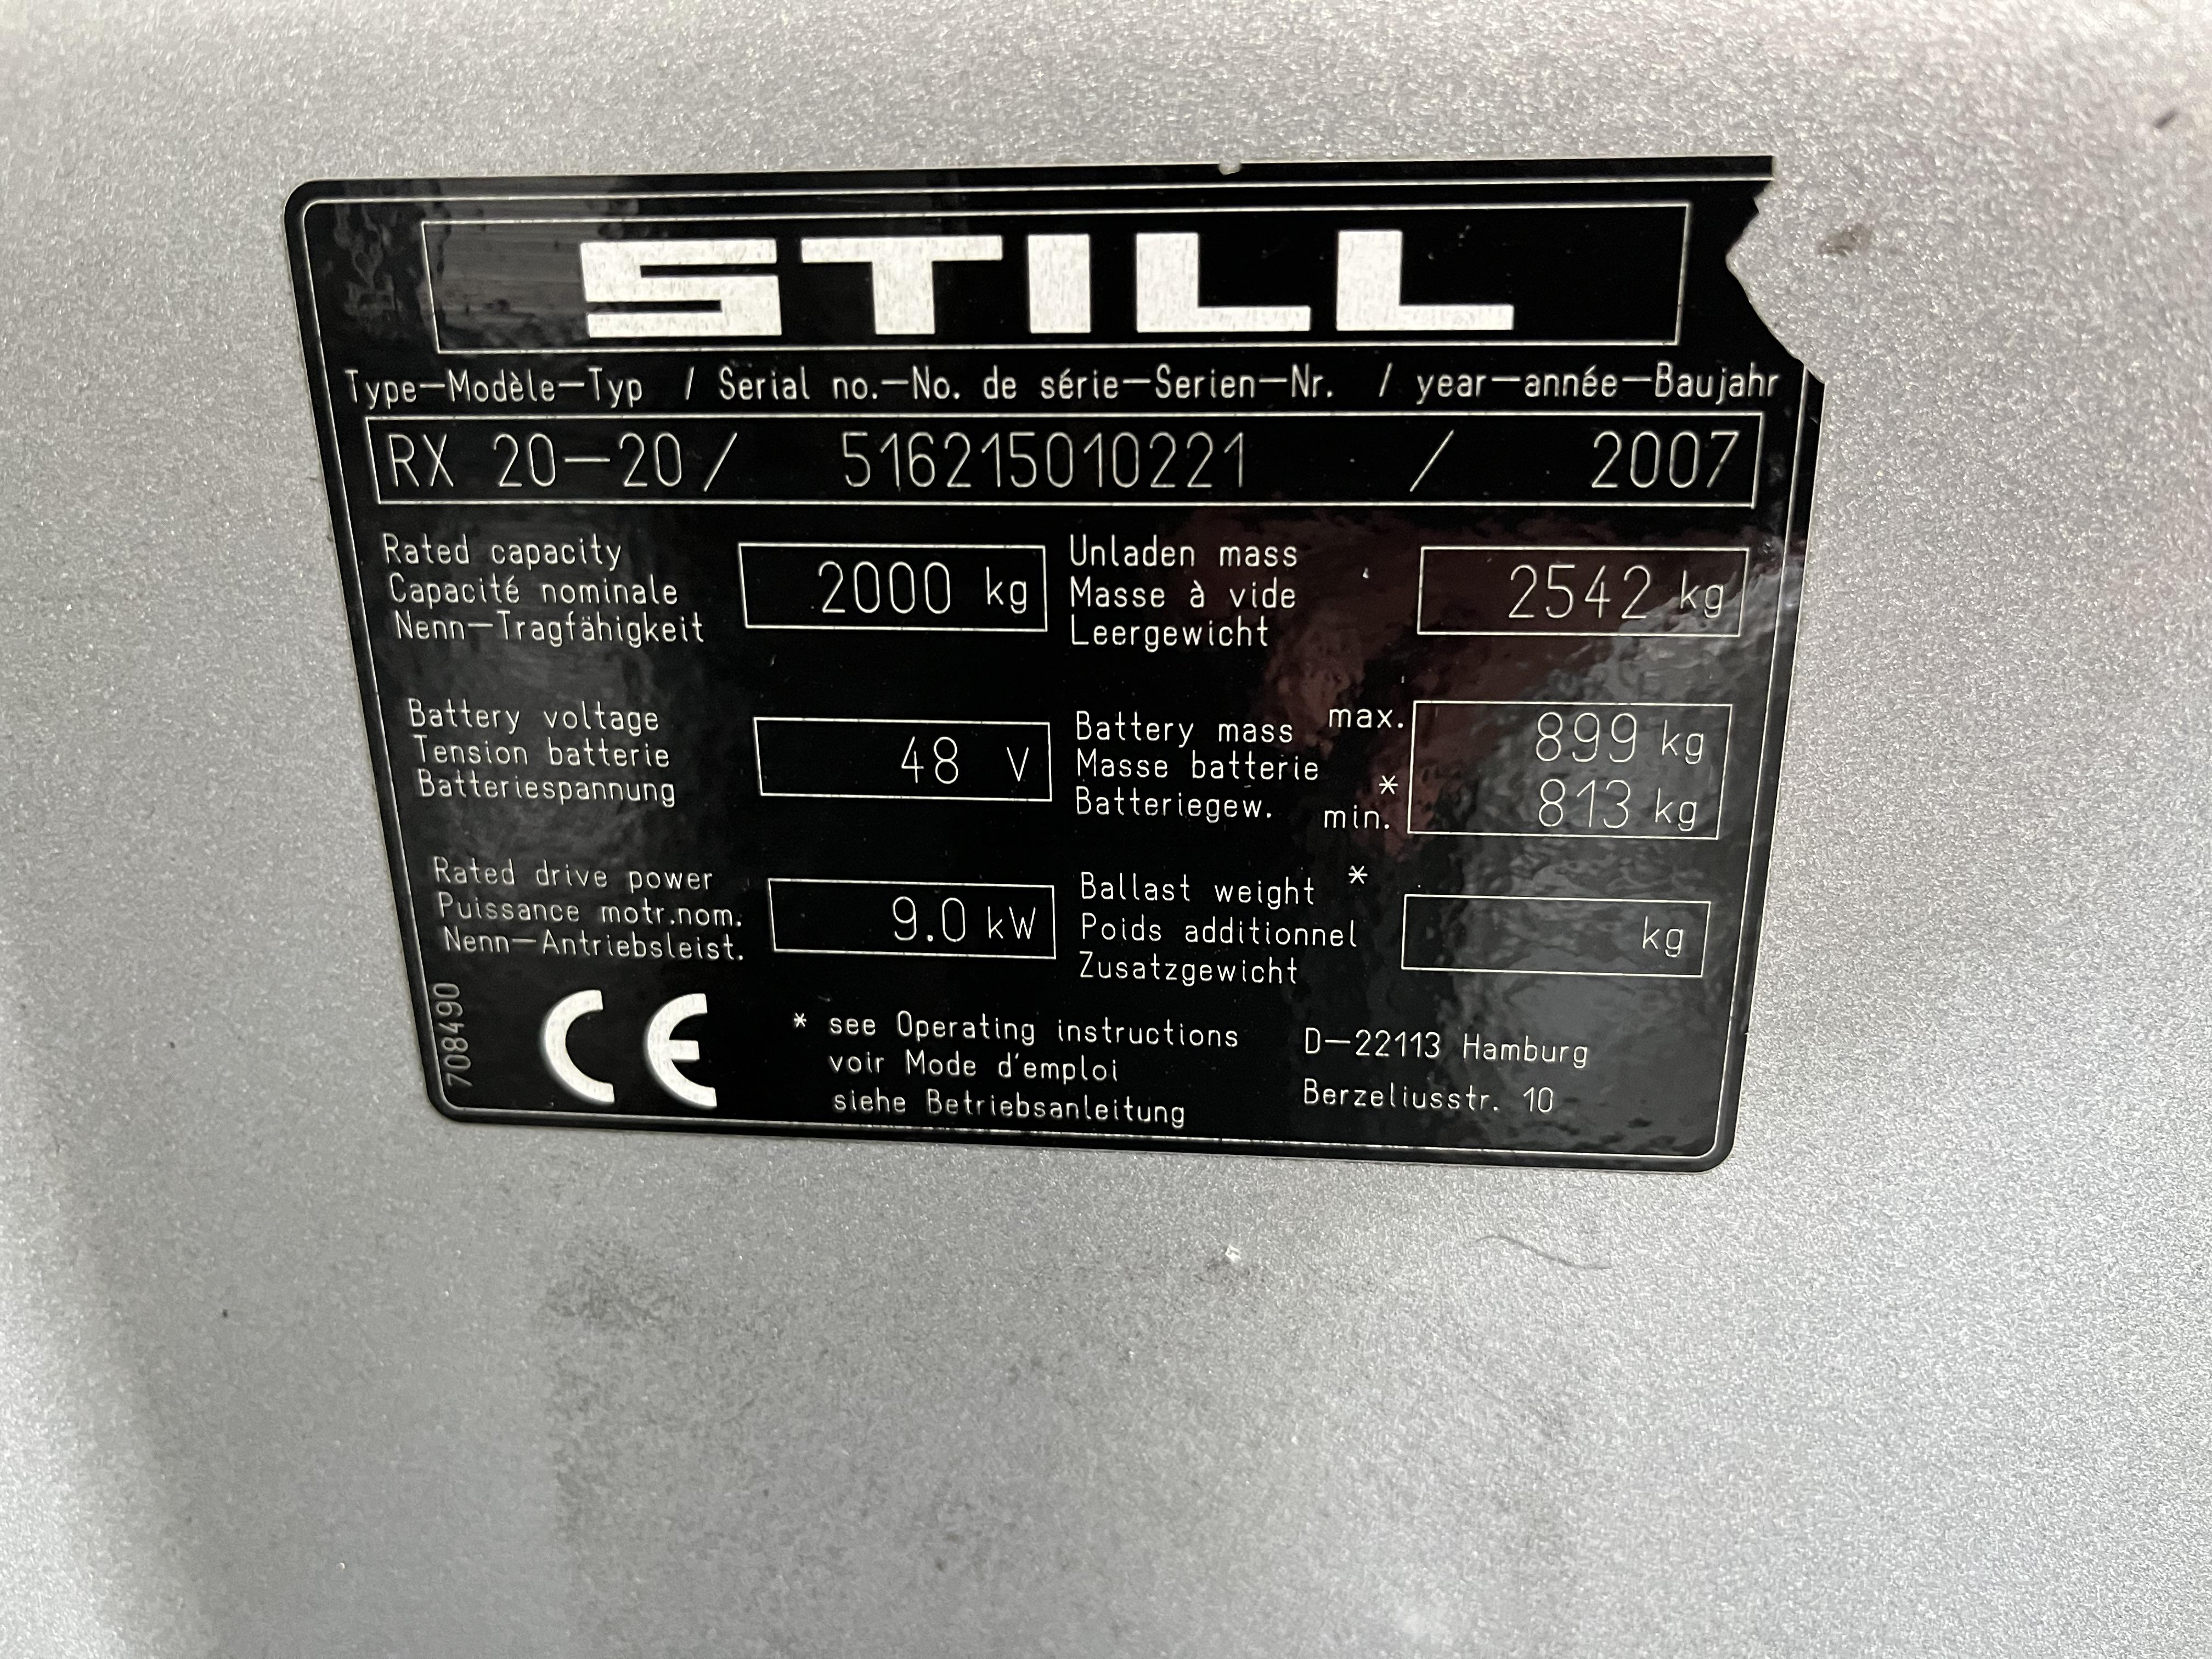 STILL
Type—Modèle—Typ / Serial no.—No. de série—Serien—Nr. / year—année—Baujahr
RX 20—20 / 516215010221 / 2007
Rated capacity
Capacité nominale
Nenn—Tragfähigkeit
2000 kg
Unladen mass
Masse à vide
Leergewicht
2542 kg
Battery voltage
Tension batterie
Batteriespannung
48 V
Battery mass
Masse batterie
Batteriegew.
max. 899 kg
*
min. 813 kg
Rated drive power
Puissance motr.nom.
Nenn—Antriebsleist.
9.0 kW
Ballast weight *
Poids additionnel
Zusatzgewicht
kg
708490
CE
* see Operating instructions
voir Mode d'emploi
siehe Betriebsanleitung
D—22113 Hamburg
Berzeliusstr. 10